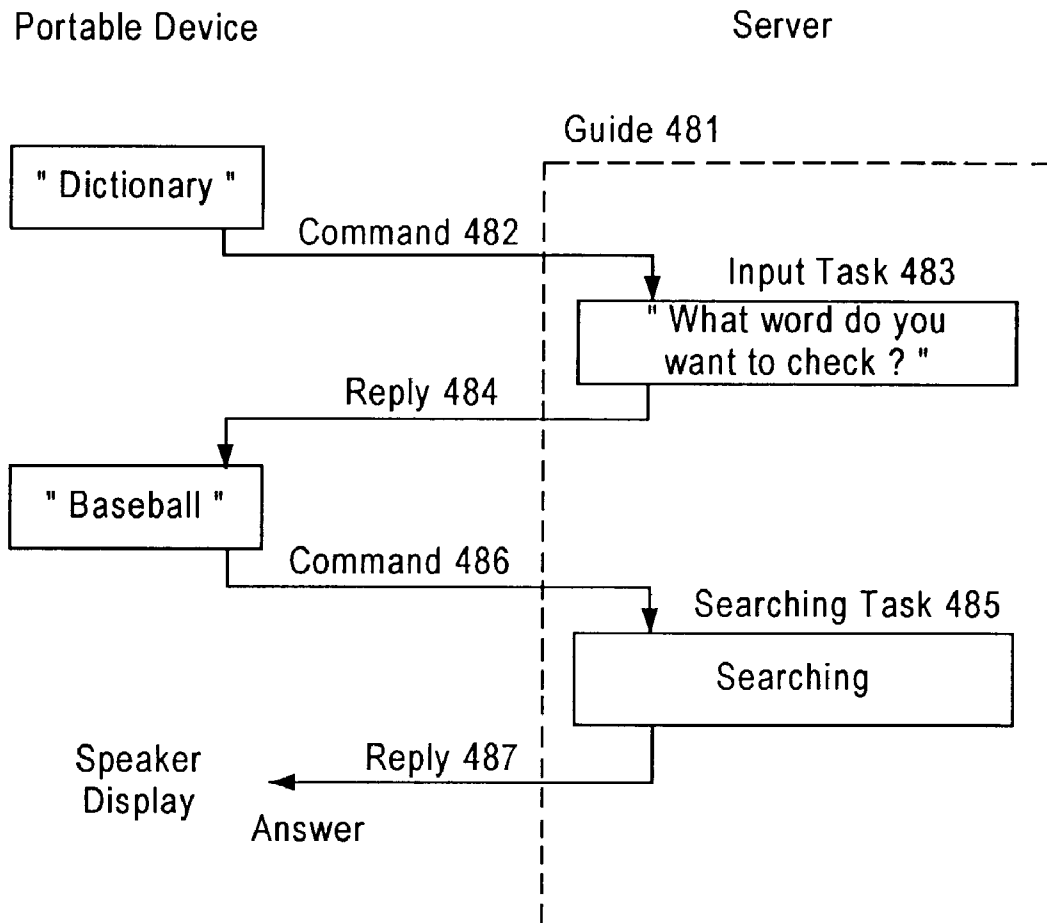 Portable Device
Server
Guide 481
" Dictionary "
Command 482
Input Task 483
" What word do you
want to check ? "
Reply 484
" Baseball "
Command 486
Searching Task 485
Searching
Speaker
Display
Reply 487
Answer